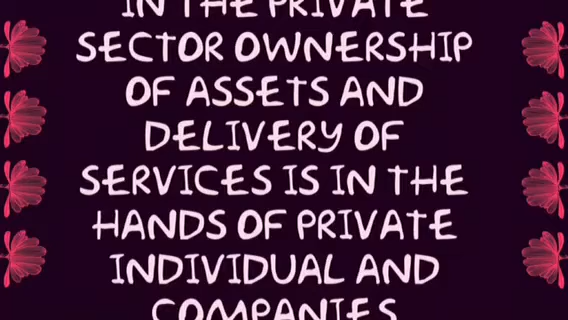 IN THE PRIVATE
SECTOR OWNERSHIP
OF ASSETS AND
DELIVERY OF
SERVICES IS IN THE
HANDS OF PRIVATE
INDIVIDUAL AND
COMPANIES